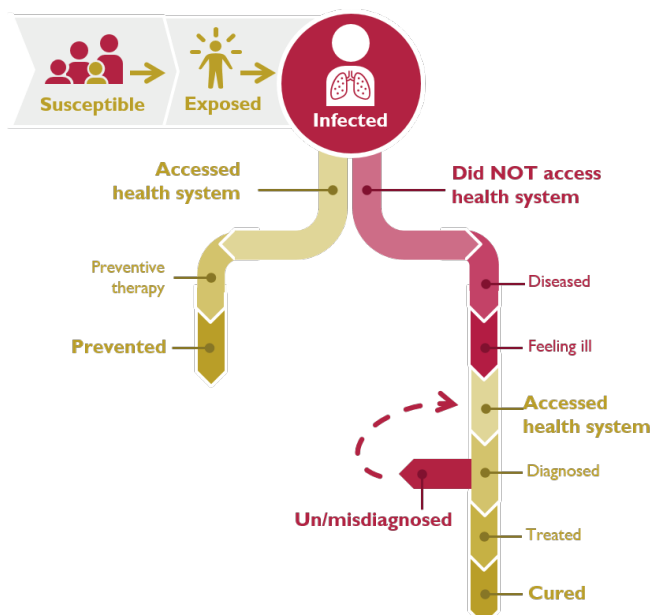 Susceptible
Exposed
Infected
Accessed
health system
Did NOT access
health system
Preventive
therapy
Prevented
Diseased
Feeling ill
Accessed
health system
Diagnosed
Un/misdiagnosed
Treated
Cured